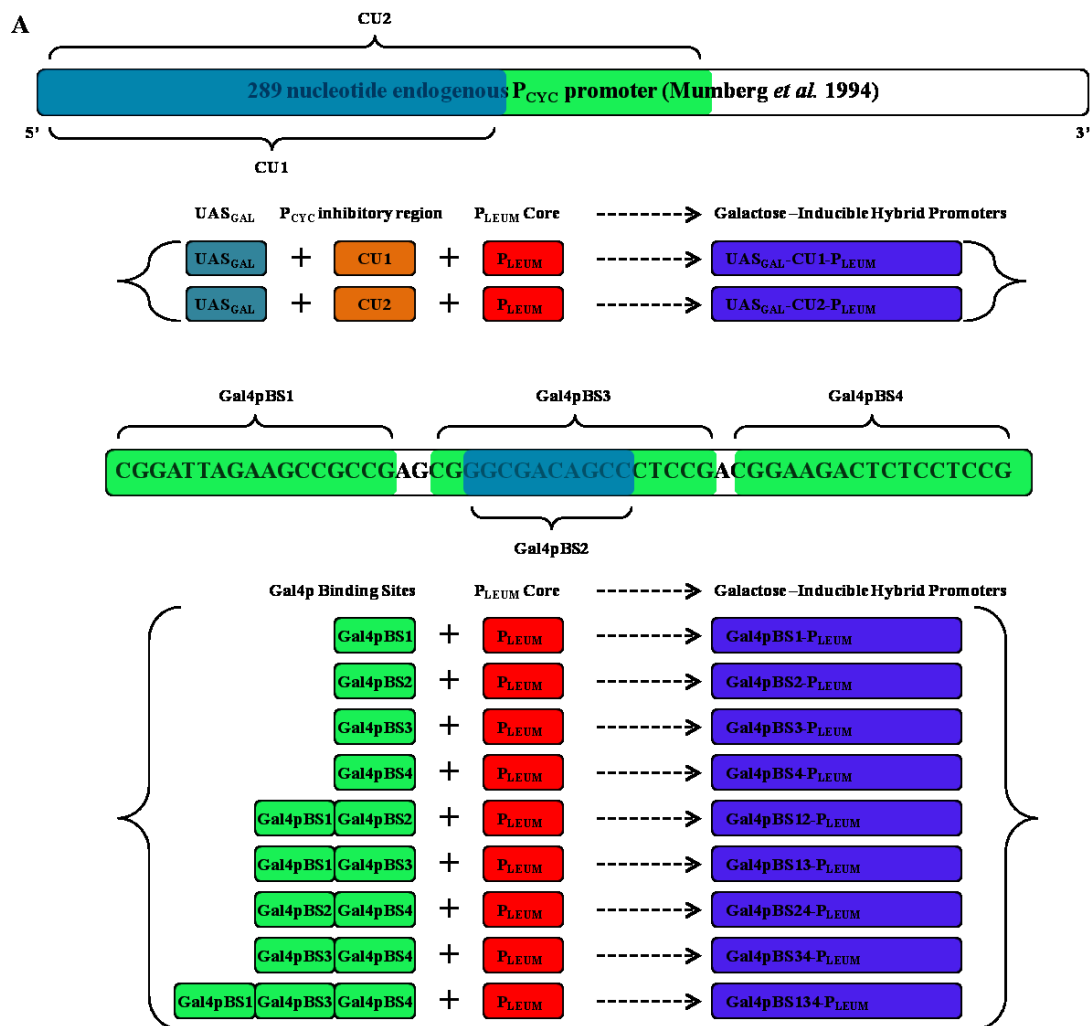 A
CU2
289 nucleotide endogenous PCYC promoter (Mumberg et al. 1994)
5’ 3’
CU1
UASGAL PCYC inhibitory region PLEUM Core Galactose –Inducible Hybrid Promoters
UASGAL + CU1 + PLEUM UASGAL-CU1-PLEUM
UASGAL + CU2 + PLEUM UASGAL-CU2-PLEUM
Gal4pBS1 Gal4pBS3 Gal4pBS4
CGGATTAGAAGCCGCCGAGCGGGCGACAGCCCTCCGACGGAAGACTCTCCTCCG
Gal4pBS2
Gal4p Binding Sites PLEUM Core Galactose –Inducible Hybrid Promoters
Gal4pBS1 + PLEUM Gal4pBS1-PLEUM
Gal4pBS2 + PLEUM Gal4pBS2-PLEUM
Gal4pBS3 + PLEUM Gal4pBS3-PLEUM
Gal4pBS4 + PLEUM Gal4pBS4-PLEUM
Gal4pBS1 Gal4pBS2 + PLEUM Gal4pBS12-PLEUM
Gal4pBS1 Gal4pBS3 + PLEUM Gal4pBS13-PLEUM
Gal4pBS2 Gal4pBS4 + PLEUM Gal4pBS24-PLEUM
Gal4pBS3 Gal4pBS4 + PLEUM Gal4pBS34-PLEUM
Gal4pBS1 Gal4pBS3 Gal4pBS4 + PLEUM Gal4pBS134-PLEUM